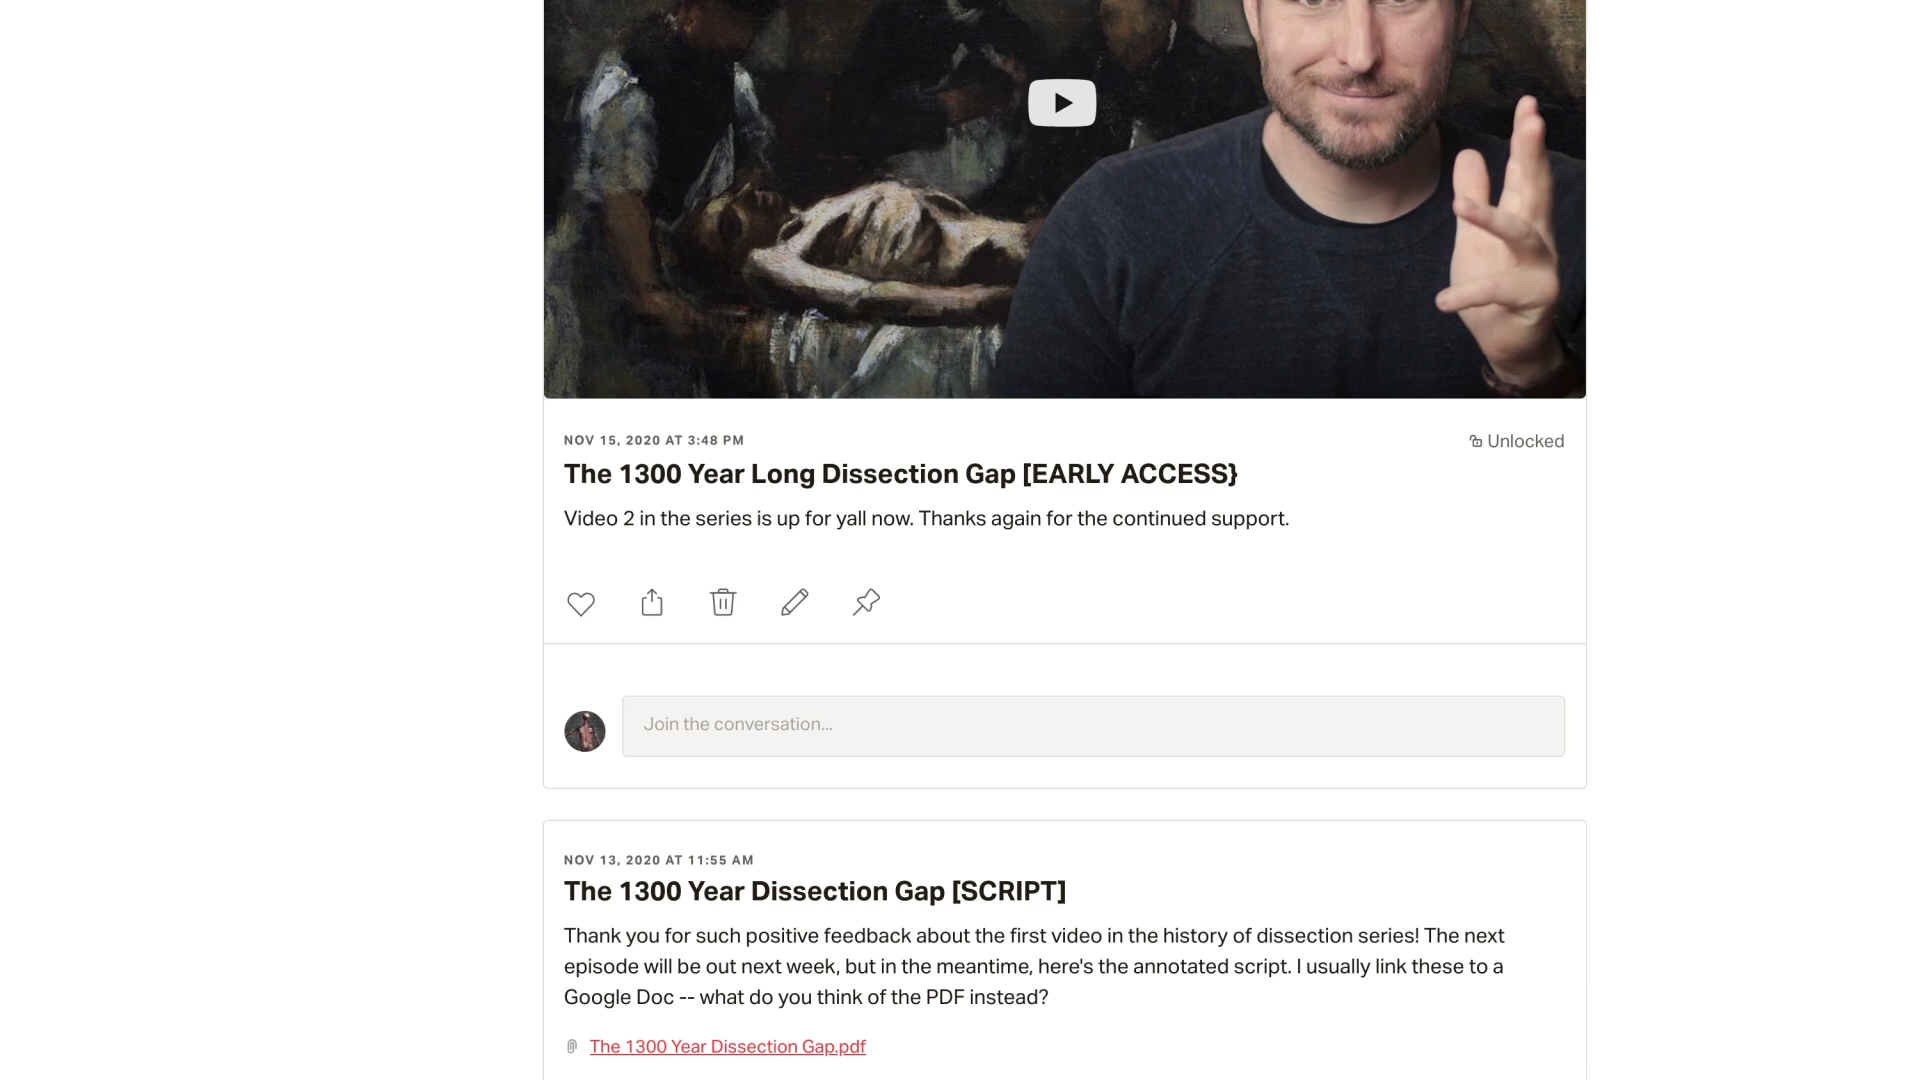 NOV 15, 2020 AT 3:48 PM
Unlocked
The 1300 Year Long Dissection Gap [EARLY ACCESS}
Video 2 in the series is up for yall now. Thanks again for the continued support.
Join the conversation...
NOV 13, 2020 AT 11:55 AM
The 1300 Year Dissection Gap [SCRIPT]
Thank you for such positive feedback about the first video in the history of dissection series! The next
episode will be out next week, but in the meantime, here's the annotated script. I usually link these to a
Google Doc -- what do you think of the PDF instead?
The 1300 Year Dissection Gap.pdf